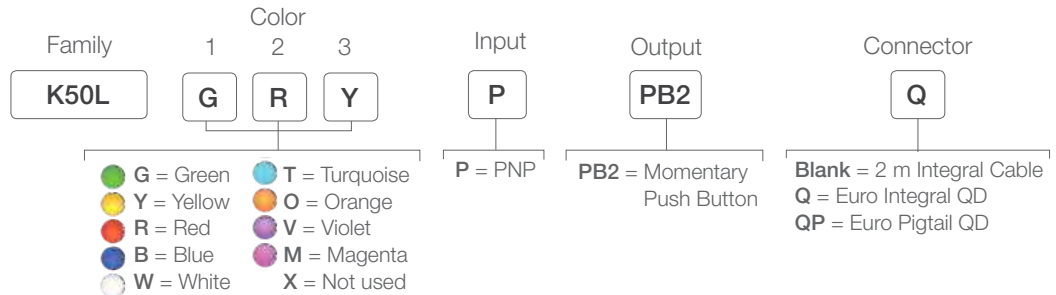 Color
Family 1 2 3 Input Output Connector
K50L G R Y P PB2 Q
G = Green
Y = Yellow
R = Red
B = Blue
W = White
T = Turquoise
O = Orange
V = Violet
M = Magenta
X = Not used
P = PNP
PB2 = Momentary
Push Button
Blank = 2 m Integral Cable
Q = Euro Integral QD
QP = Euro Pigtail QD